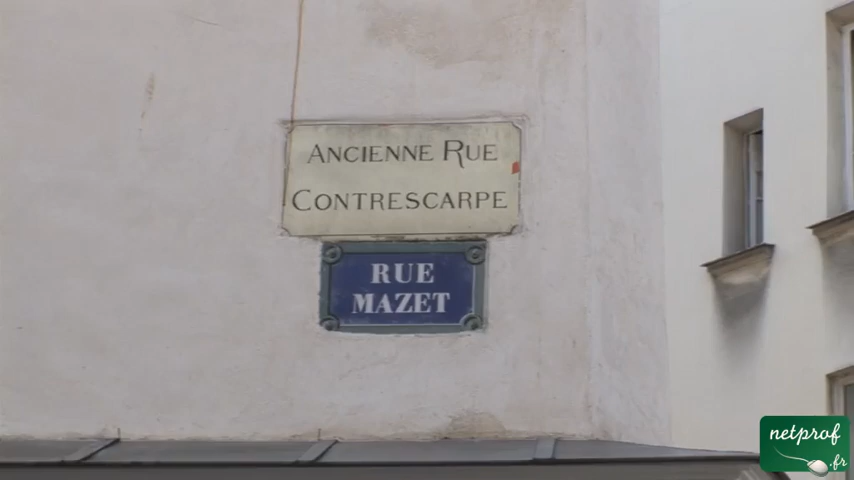 ANCIENNE RUE
CONTRESCARPE
RUE
MAZET
netprof
.fr